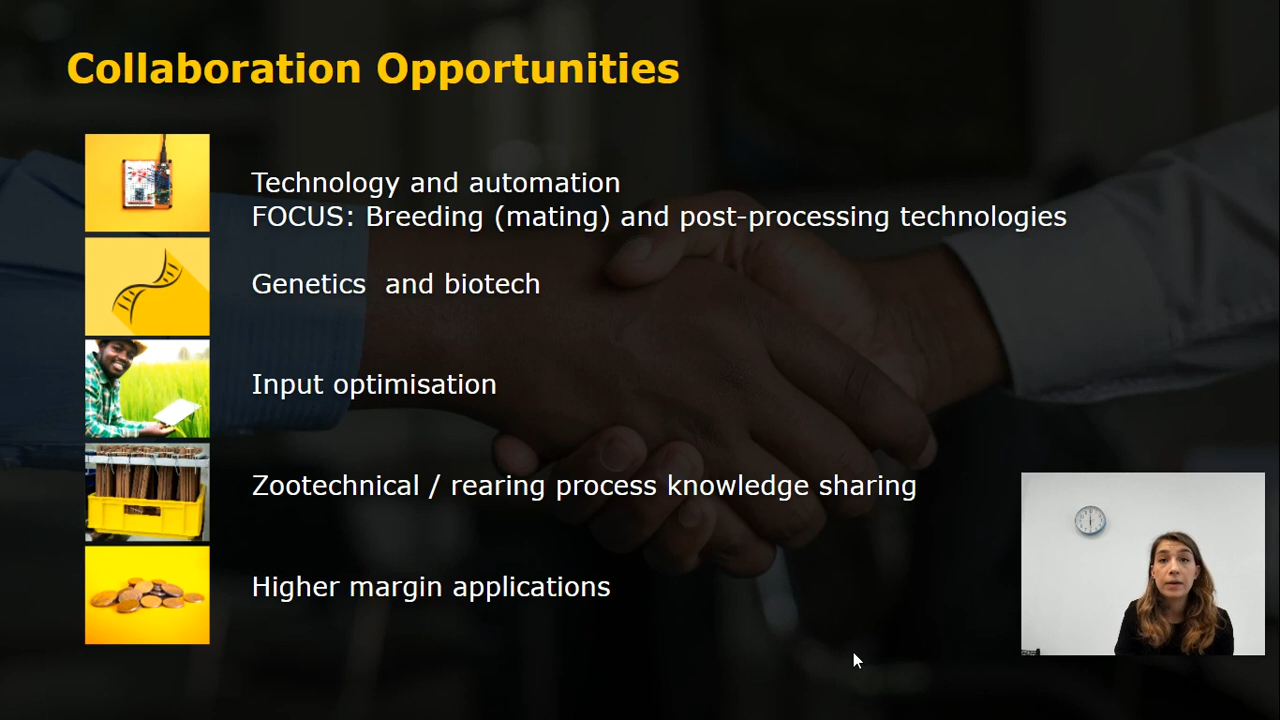 Collaboration Opportunities
Technology and automation
FOCUS: Breeding (mating) and post-processing technologies
Genetics  and biotech
Input optimisation
Zootechnical / rearing process knowledge sharing
Higher margin applications